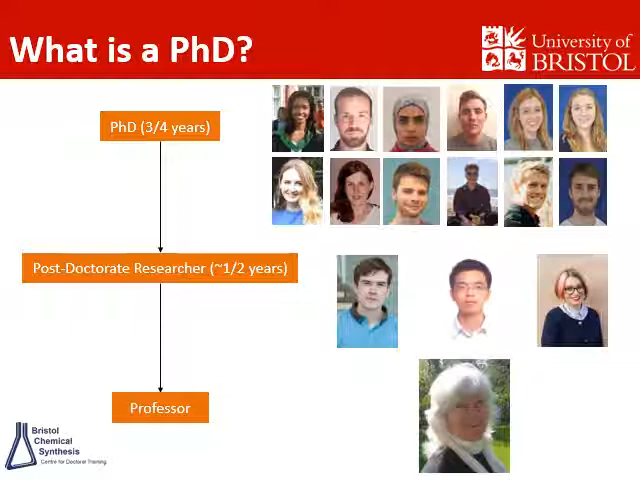 What is a PhD?
University of
BRISTOL
PhD (3/4 years)
Post-Doctorate Researcher (~1/2 years)
Professor
Bristol
Chemical
Synthesis
Centre for Doctoral Training